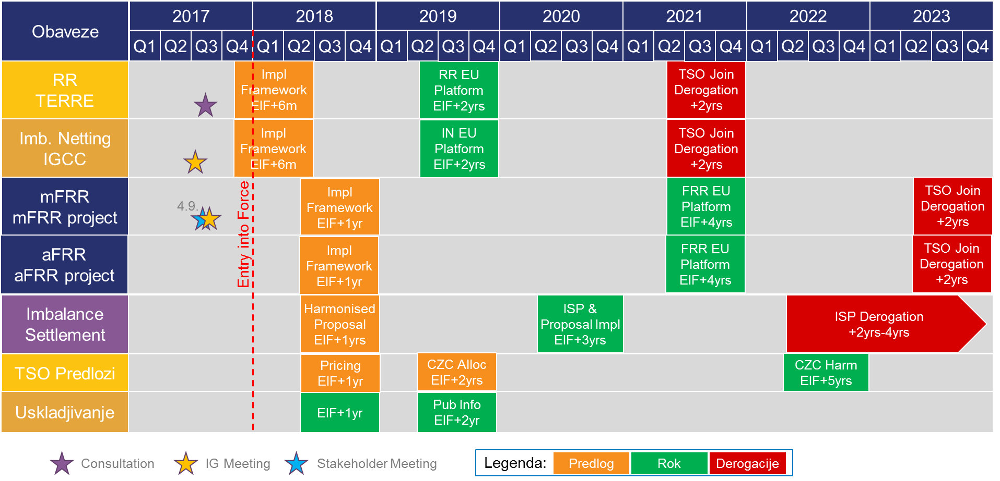 Obaveze
2017 2018 2019 2020 2021 2022 2023
Q1 Q2 Q3 Q4 Q1 Q2 Q3 Q4 Q1 Q2 Q3 Q4 Q1 Q2 Q3 Q4 Q1 Q2 Q3 Q4 Q1 Q2 Q3 Q4 Q1 Q2 Q3 Q4
RR
TERRE
Impl
Framework
EIF+6m
RR EU
Platform
EIF+2yrs
TSO Join
Derogation
+2yrs
Imb. Netting
IGCC
Impl
Framework
EIF+6m
IN EU
Platform
EIF+2yrs
TSO Join
Derogation
+2yrs
Entry into Force
mFRR
mFRR project
4.9.
Impl
Framework
EIF+1yr
FRR EU
Platform
EIF+4yrs
TSO Join
Derogation
+2yrs
aFRR
aFRR project
Impl
Framework
EIF+1yr
FRR EU
Platform
EIF+4yrs
TSO Join
Derogation
+2yrs
Imbalance
Settlement
Harmonised
Proposal
EIF+1yrs
ISP &
Proposal Impl
EIF+3yrs
ISP Derogation
+2yrs-4yrs
TSO Predlozi
Pricing
EIF+1yr
CZC Alloc
EIF+2yrs
CZC Harm
EIF+5yrs
Uskladjivanje
EIF+1yr
Pub Info
EIF+2yr
Consultation
IG Meeting
Stakeholder Meeting
Legenda:
Predlog
Rok
Derogacije